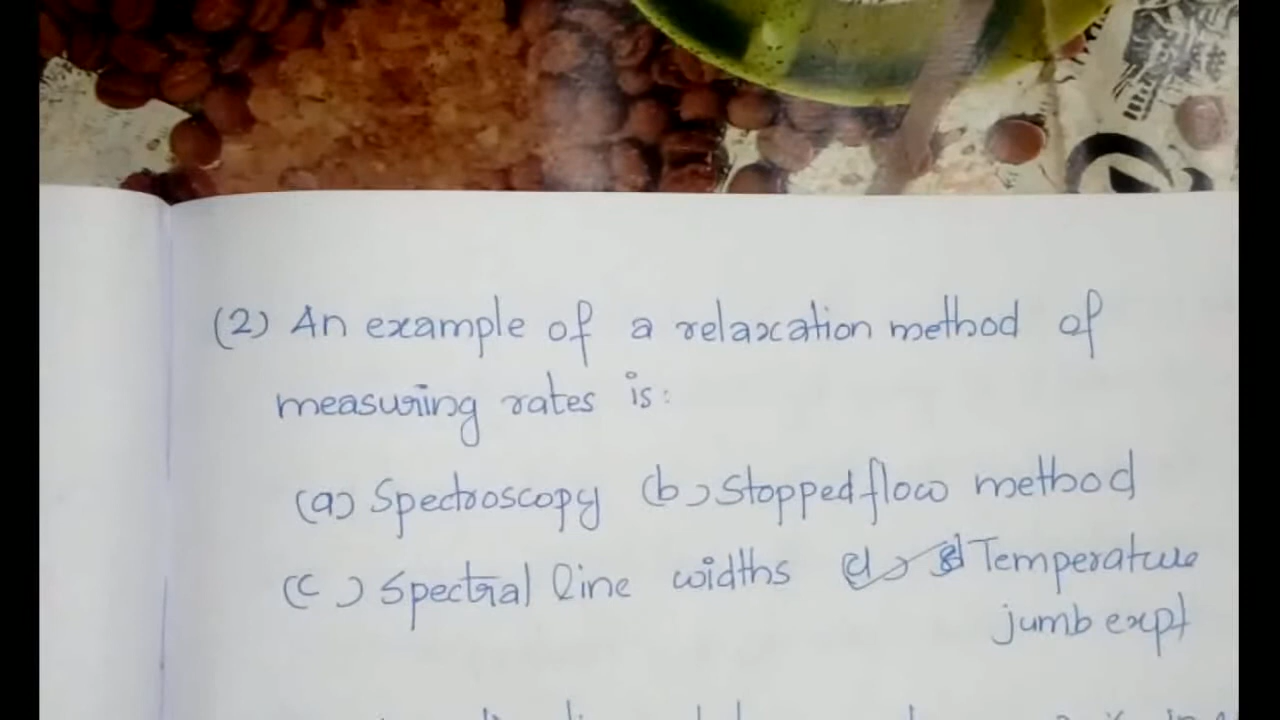 (2) An example of a relaxation method of
measuring rates is:
(a) Spectroscopy (b) Stopped flow method
(c) Spectral line widths (d) Temperature
jumb expt